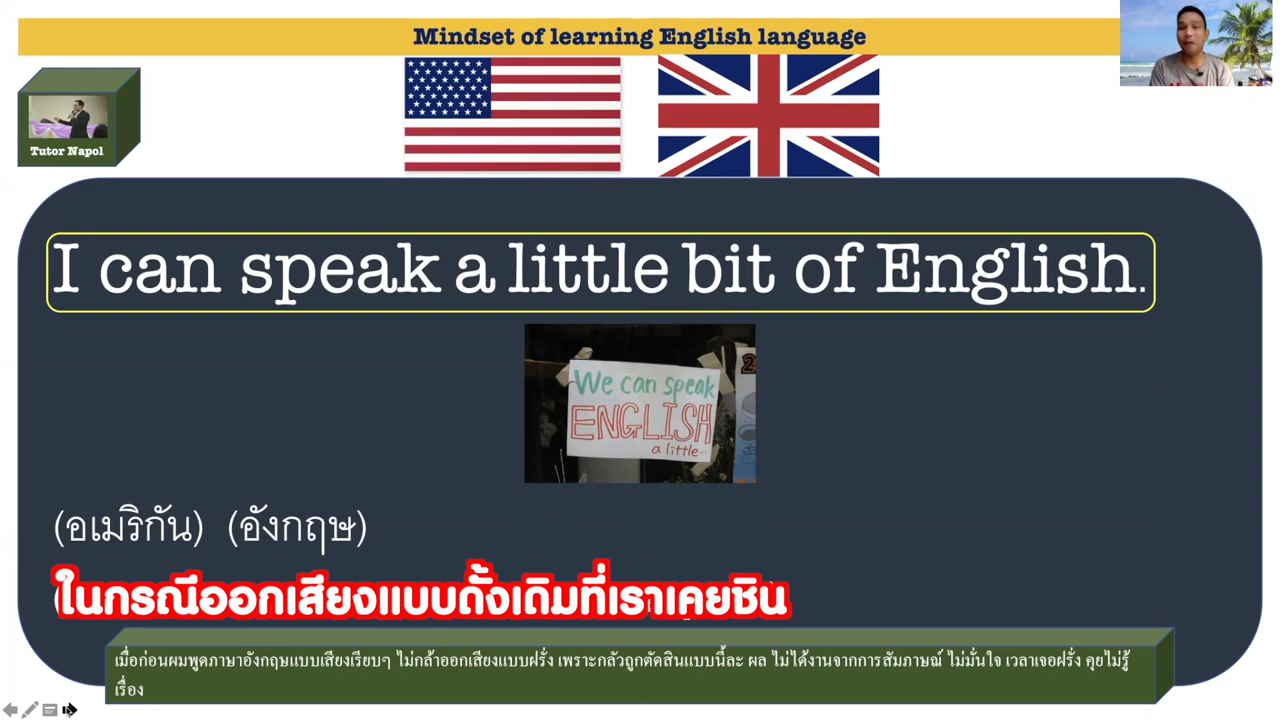 Mindset of learning English language
Tutor Napol
I can speak a little bit of English.
We can speak
ENGLISH
a little...
(อเมริกัน) (อังกฤษ)
ในกรณีออกเสียงแบบดั้งเดิมที่เราเคยชิน
เมื่อก่อนผมพูดภาษาอังกฤษแบบเสียงเรียบๆ ไม่กล้าออกเสียงแบบฝรั่ง เพราะกลัวถูกตัดสินแบบนี้ละ ผล ไม่ได้งานจากการสัมภาษณ์ ไม่มั่นใจ เวลาเจอฝรั่ง คุยไม่รู้
เรื่อง